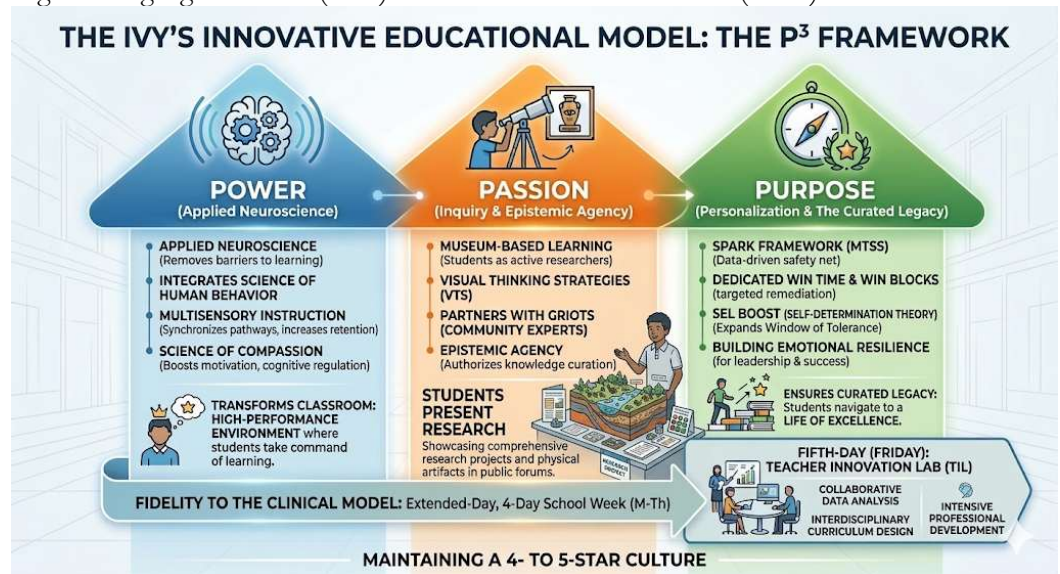 THE IVY'S INNOVATIVE EDUCATIONAL MODEL: THE P³ FRAMEWORK
POWER
(Applied Neuroscience)
APPLIED NEUROSCIENCE
(Removes barriers to learning)
INTEGRATES SCIENCE OF
HUMAN BEHAVIOR
MULTISENSORY INSTRUCTION
(Synchronizes pathways, increases retention)
SCIENCE OF COMPASSION
(Boosts motivation, cognitive regulation)
TRANSFORMS CLASSROOM:
HIGH-PERFORMANCE
ENVIRONMENT where
students take command
of learning.
PASSION
(Inquiry & Epistemic Agency)
MUSEUM-BASED LEARNING
(Students as active researchers)
VISUAL THINKING STRATEGIES
(VTS)
PARTNERS WITH GRIOTS
(COMMUNITY EXPERTS)
EPISTEMIC AGENCY
(Authorizes knowledge curation)
STUDENTS
PRESENT
RESEARCH
Showcasing comprehensive
research projects and physical
artifacts in public forums.
RESEARCH
PROJECT
PURPOSE
(Personalization & The Curated Legacy)
SPARK FRAMEWORK (MTSS)
(Data-driven safety net)
DEDICATED WIN TIME & WIN BLOCKS
(targeted remediation)
SEL BOOST (SELF-DETERMINATION THEORY)
(Expands Window of Tolerance)
BUILDING EMOTIONAL RESILIENCE
(for leadership & success)
ENSURES CURATED LEGACY:
Students navigate to a
LIFE OF EXCELLENCE.
FIDELITY TO THE CLINICAL MODEL: Extended-Day, 4-Day School Week (M-Th)
FIFTH-DAY (FRIDAY):
TEACHER INNOVATION LAB (TIL)
COLLABORATIVE
DATA ANALYSIS
INTERDISCIPLINARY
CURRICULUM DESIGN
INTENSIVE
PROFESSIONAL
DEVELOPMENT
MAINTAINING A 4- TO 5-STAR CULTURE